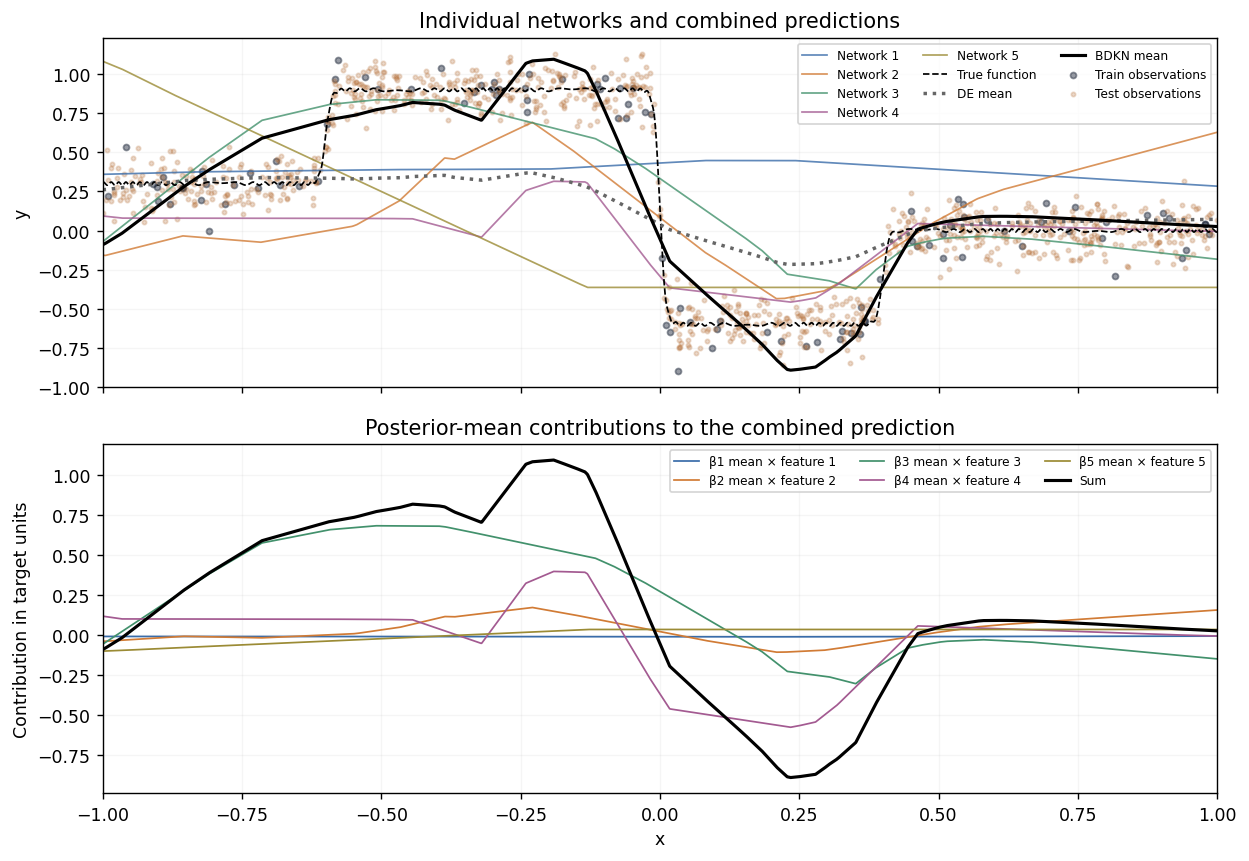 Individual networks and combined predictions
y
1.00
0.75
0.50
0.25
0.00
−0.25
−0.50
−0.75
−1.00
Network 1
Network 2
Network 3
Network 4
Network 5
True function
DE mean
BDKN mean
Train observations
Test observations
Posterior-mean contributions to the combined prediction
Contribution in target units
1.00
0.75
0.50
0.25
0.00
−0.25
−0.50
−0.75
β1 mean × feature 1
β2 mean × feature 2
β3 mean × feature 3
β4 mean × feature 4
β5 mean × feature 5
Sum
−1.00 −0.75 −0.50 −0.25 0.00 0.25 0.50 0.75 1.00
x